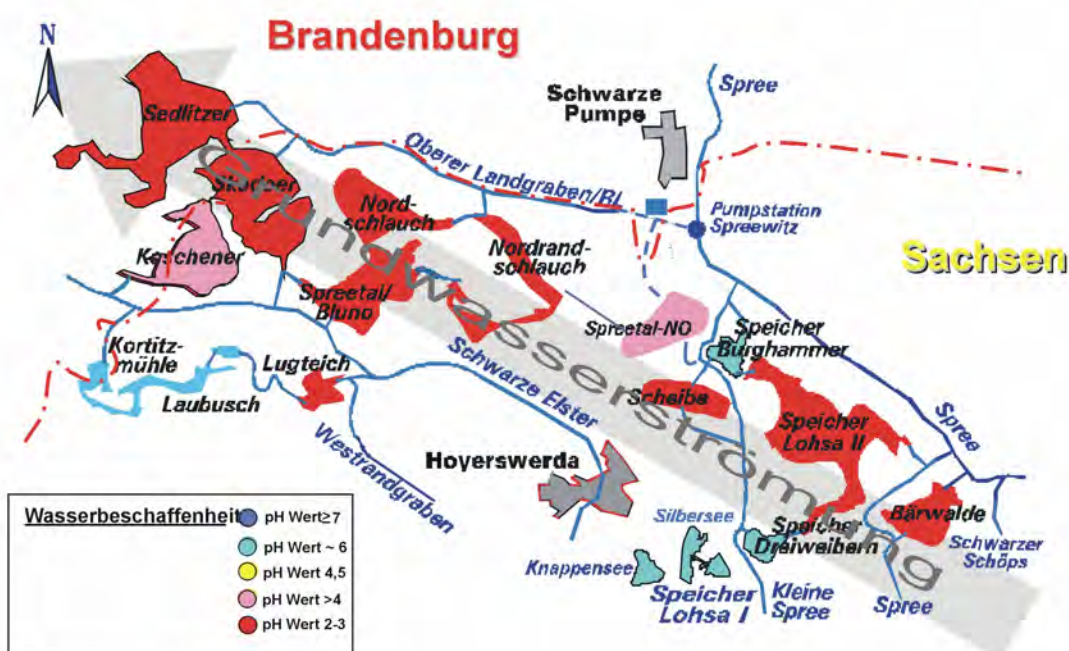 Brandenburg
N
Sedlitzer
Schwarze
Pumpe
Spree
Skadoer
Oberer Landgraben/RL
Nord-
schlauch
Pumpstation
Spreewitz
Koschener
Nordrand-
schlauch
Sachsen
Grundwasserströmung
Spreetal/
Bluno
Spreetal-NO
Speicher
Burghammer
Kortitz-
mühle
Lugteich
Laubusch
Schwarze Elster
Scheibe
Speicher
Lohsa II
Spree
Westrandgraben
Hoyerswerda
Wasserbeschaffenheit
pH Wert≥7
pH Wert ~ 6
pH Wert 4,5
pH Wert >4
pH Wert 2-3
Silbersee
Speicher
Dreiweibern
Bärwalde
Knappensee
Schwarzer
Schöps
Speicher
Lohsa I
Kleine
Spree
Spree